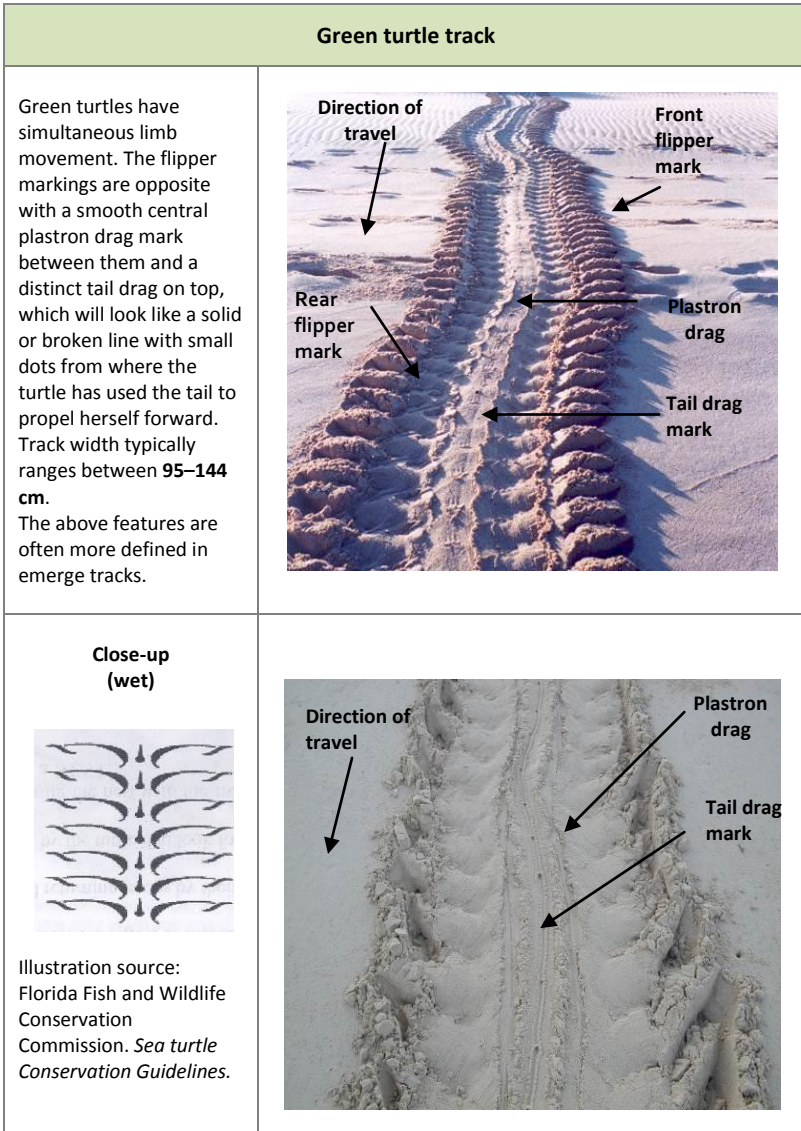 Green turtle track
Green turtles have
simultaneous limb
movement. The flipper
markings are opposite
with a smooth central
plastron drag mark
between them and a
distinct tail drag on top,
which will look like a solid
or broken line with small
dots from where the
turtle has used the tail to
propel herself forward.
Track width typically
ranges between 95–144
cm.
The above features are
often more defined in
emerge tracks.
Direction of
travel
Front
flipper
mark
Rear
flipper
mark
Plastron
drag
Tail drag
mark
Close-up
(wet)
Illustration source:
Florida Fish and Wildlife
Conservation
Commission. Sea turtle
Conservation Guidelines.
Direction of
travel
Plastron
drag
Tail drag
mark